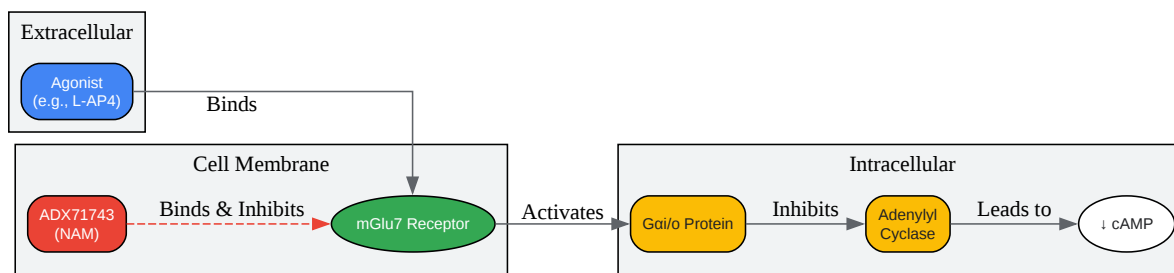 Extracellular
Agonist
(e.g., L-AP4)
Binds
Cell Membrane
ADX71743
(NAM)
Binds & Inhibits
mGlu7 Receptor
Activates
Intracellular
Gαi/o Protein
Inhibits
Adenylyl
Cyclase
Leads to
↓ cAMP